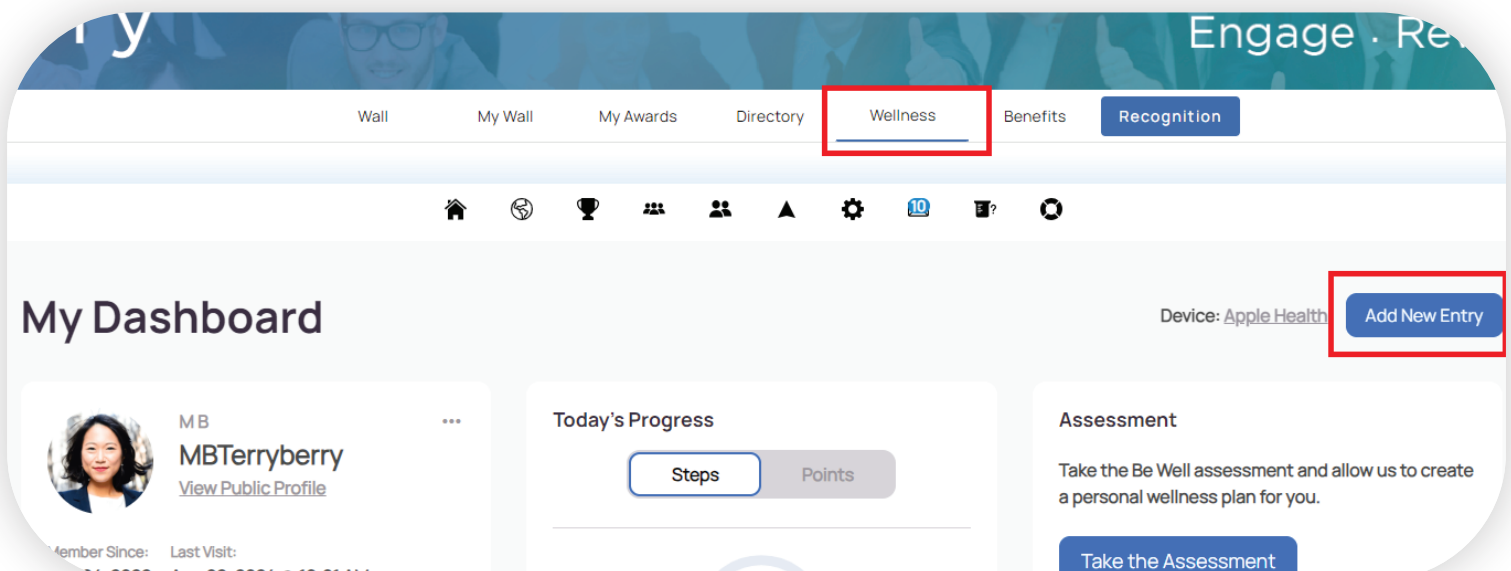 Engage · Re
Wall My Wall My Awards Directory Wellness Benefits Recognition
10 ?
My Dashboard
Device: Apple Health Add New Entry
M B
MBTerryberry
View Public Profile
Member Since: Last Visit:
Today's Progress
Steps Points
Assessment
Take the Be Well assessment and allow us to create
a personal wellness plan for you.
Take the Assessment